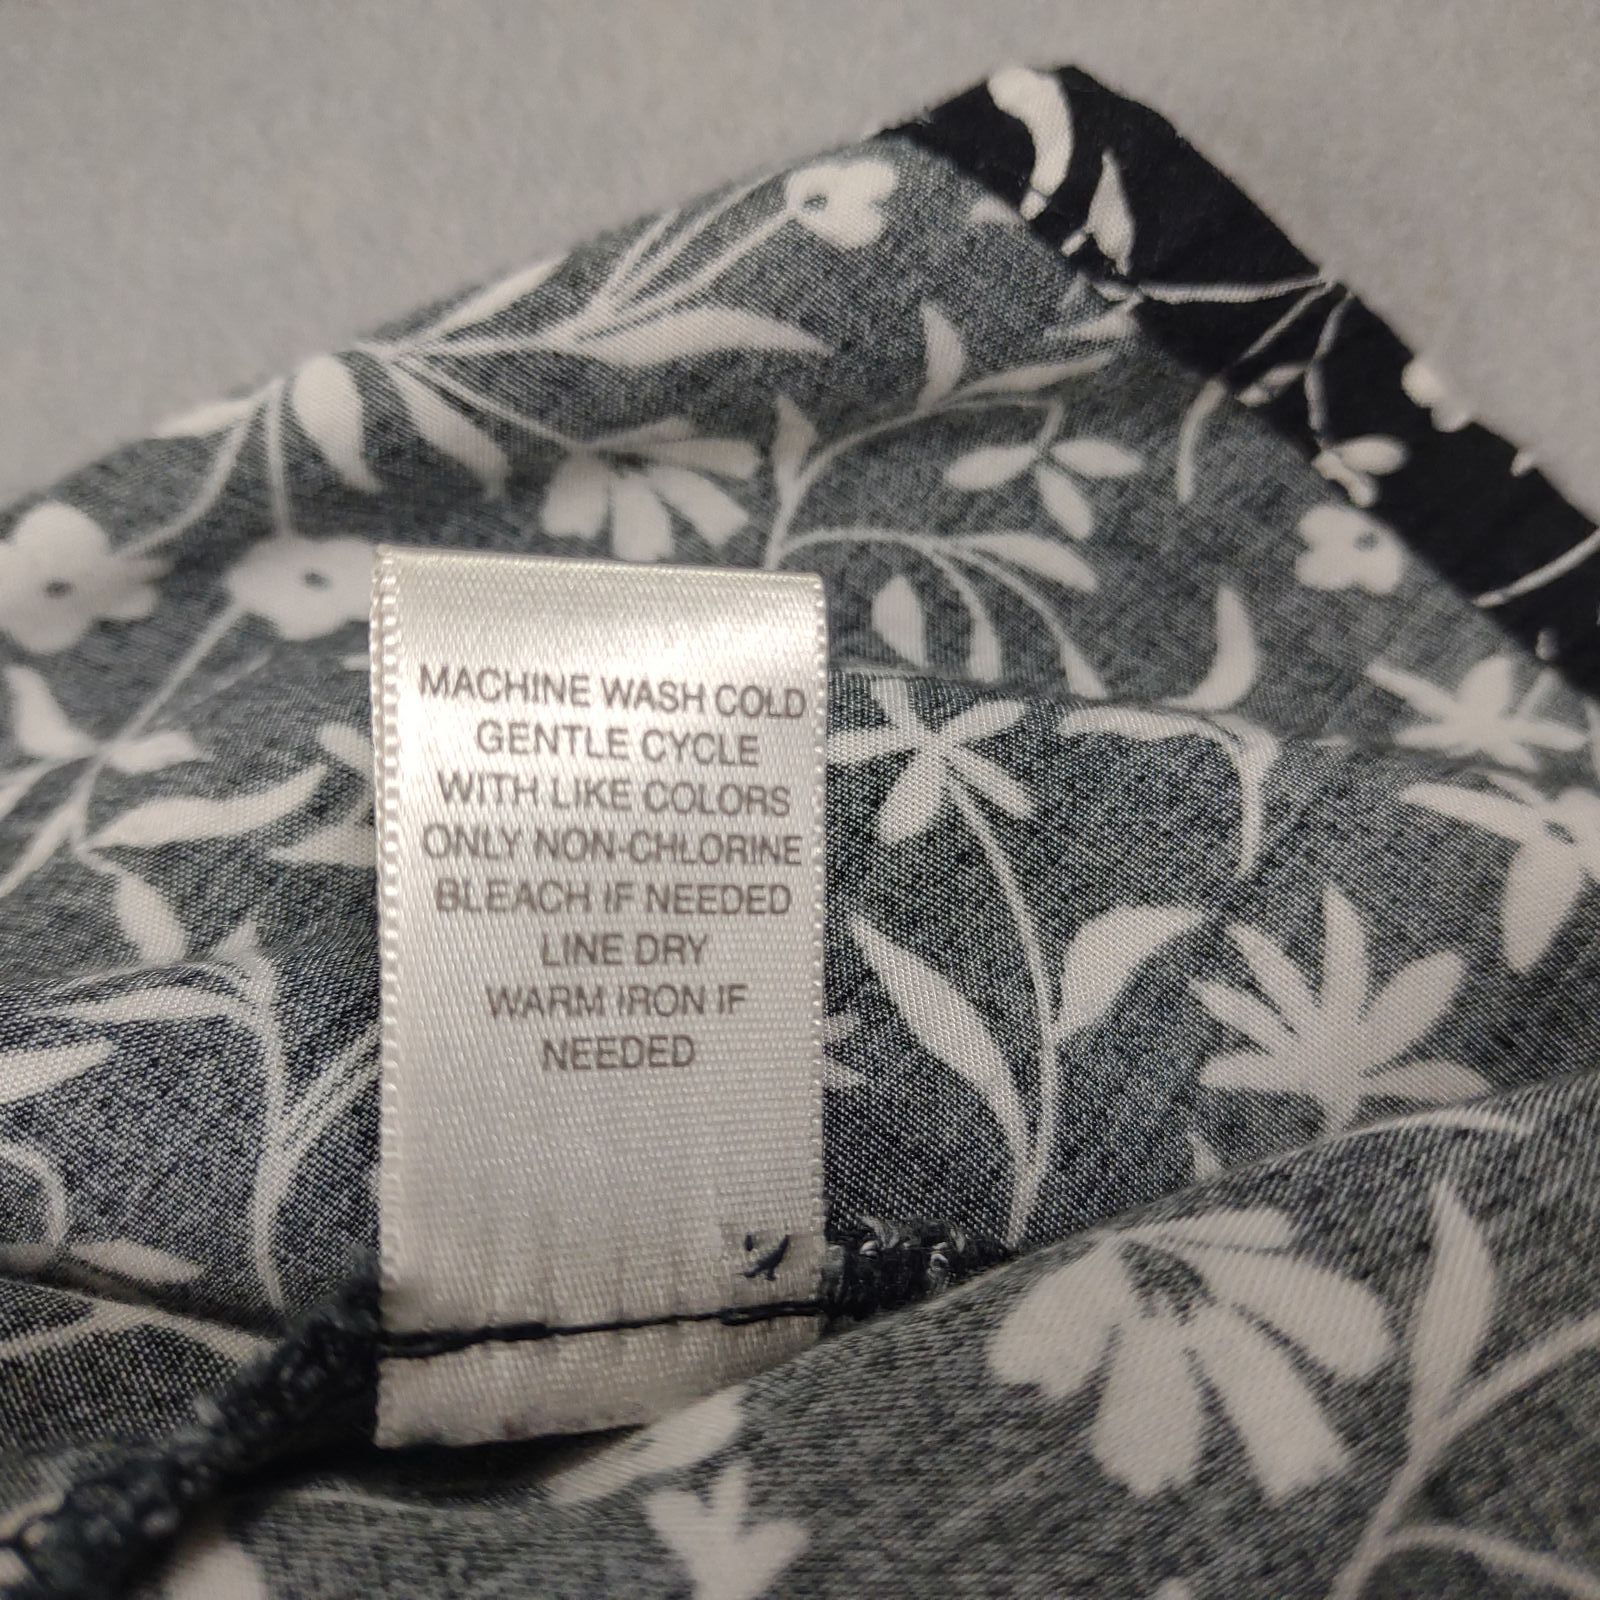 MACHINE WASH COLD
GENTLE CYCLE
WITH LIKE COLORS
ONLY NON-CHLORINE
BLEACH IF NEEDED
LINE DRY
WARM IRON IF
NEEDED